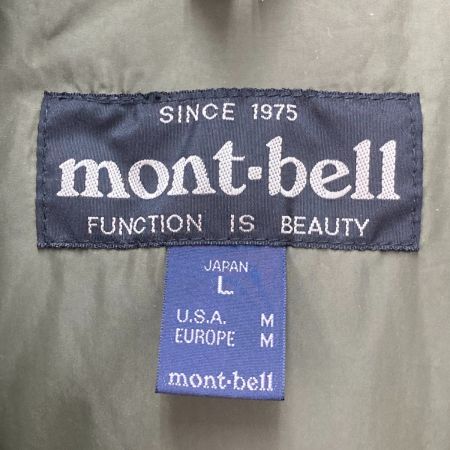 SINCE 1975
mont-bell
FUNCTION IS BEAUTY
JAPAN
L
U.S.A. M
EUROPE M
mont-bell